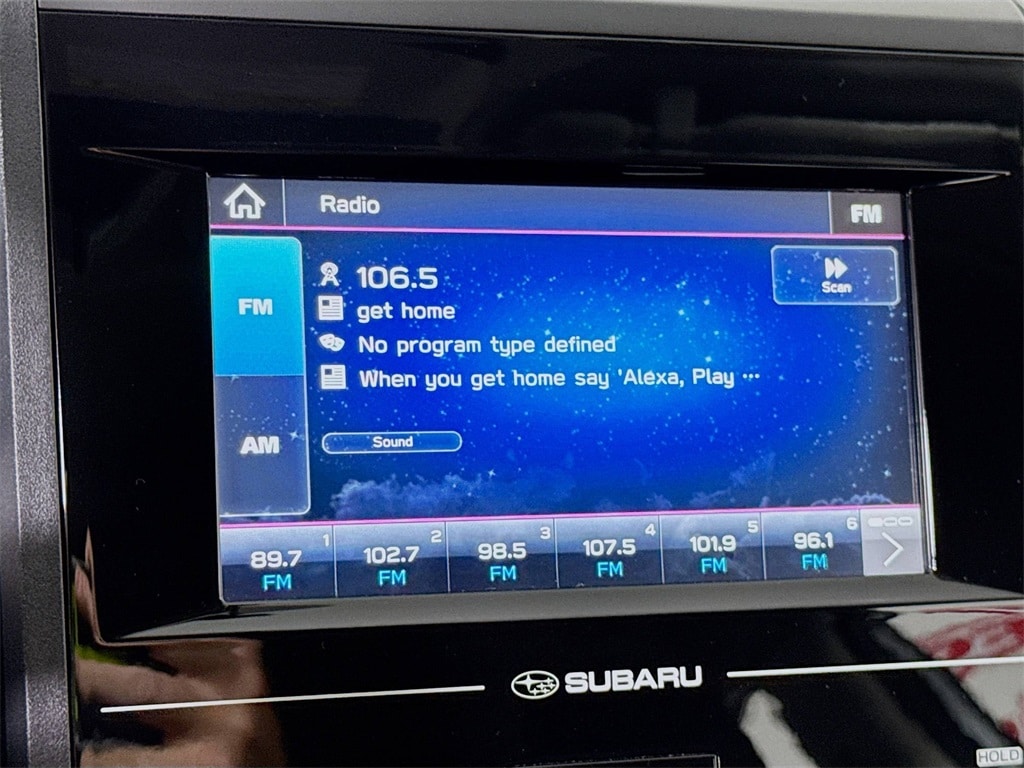 Radio
FM
FM
AM
106.5
get home
No program type defined
When you get home say 'Alexa, Play ...
Scan
Sound
1
89.7
FM
2
102.7
FM
3
98.5
FM
4
107.5
FM
5
101.9
FM
6
96.1
FM
SUBARU
HOLD